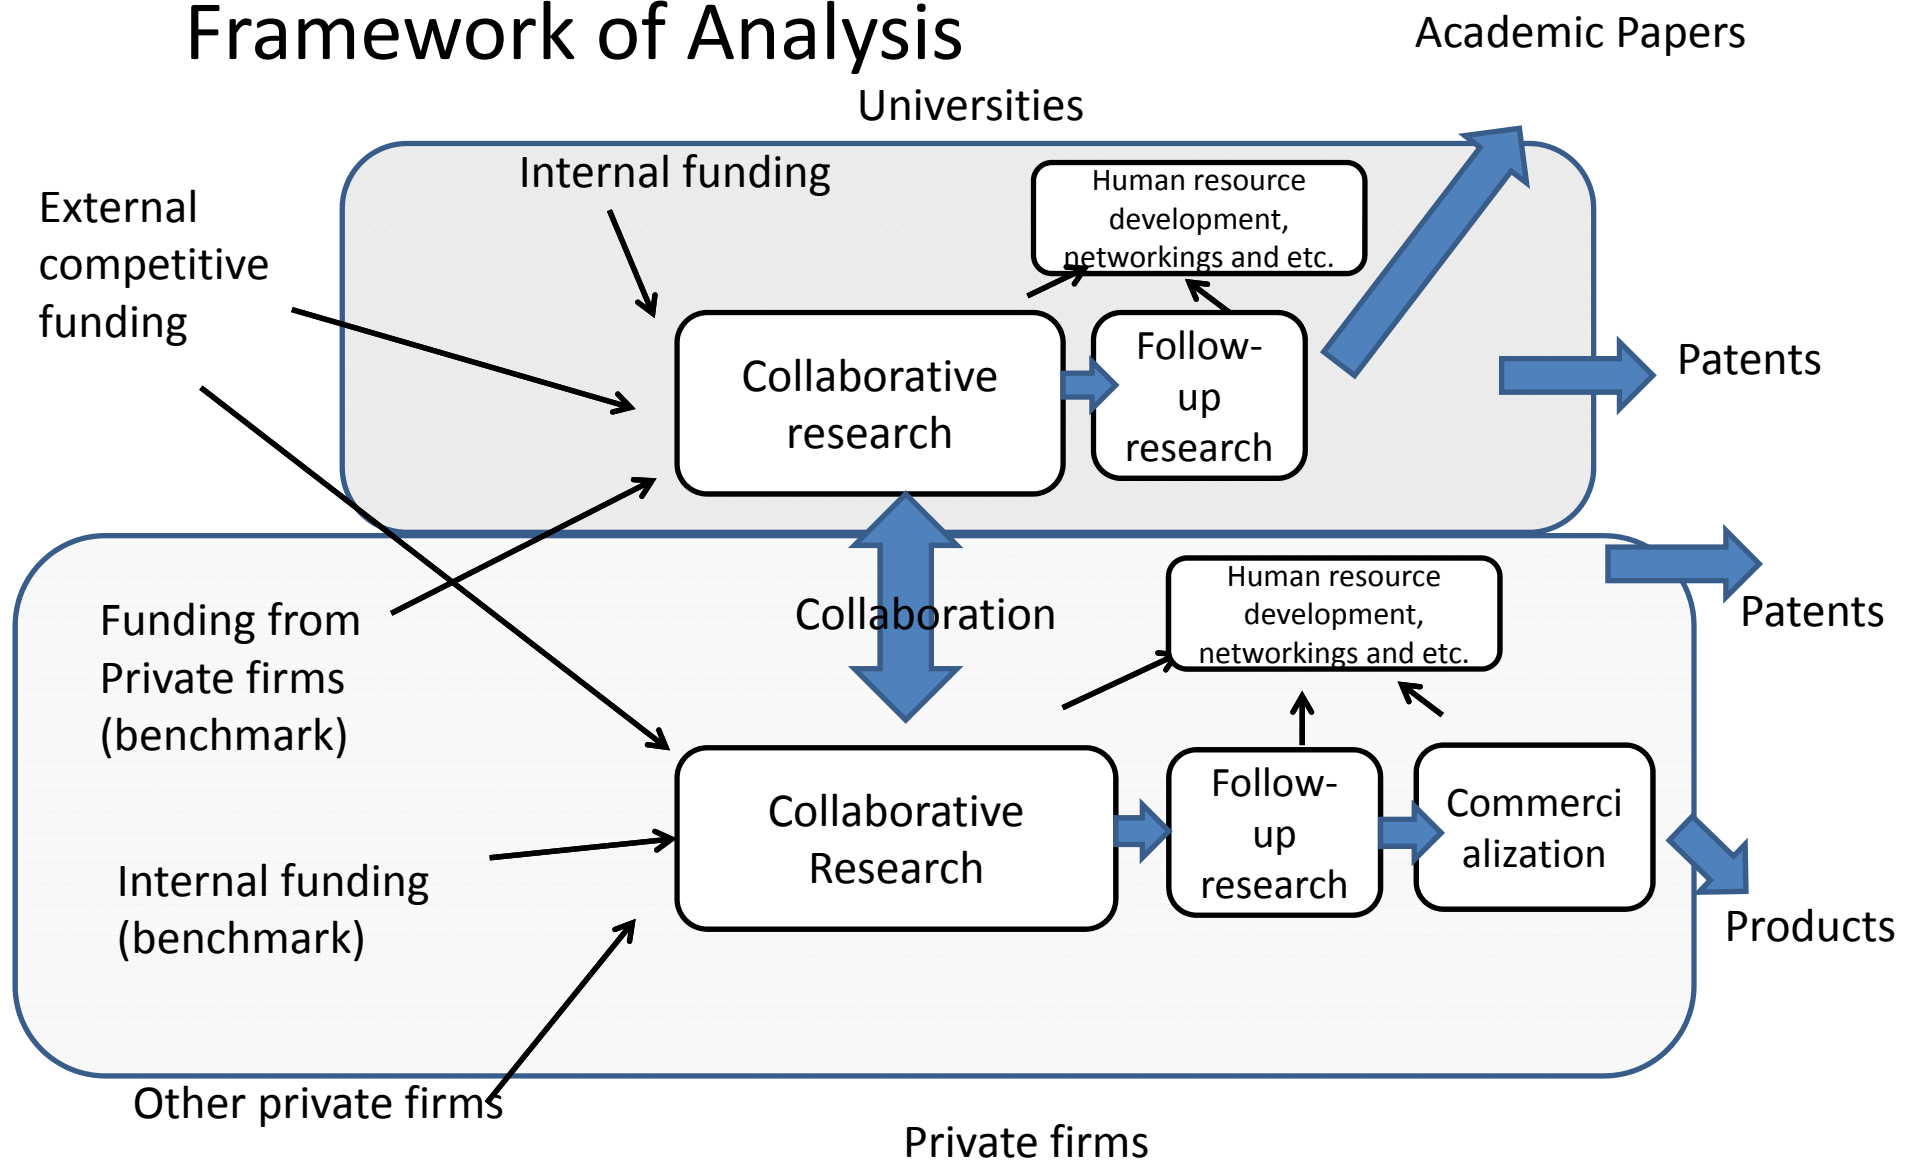 Framework of Analysis
Academic Papers
Universities
Internal funding
Human resource
development,
networkings and etc.
External
competitive
funding
Collaborative
research
Follow-
up
research
Patents
Collaboration
Human resource
development,
networkings and etc.
Patents
Funding from
Private firms
(benchmark)
Collaborative
Research
Follow-
up
research
Commerci
alization
Internal funding
(benchmark)
Products
Other private firms
Private firms